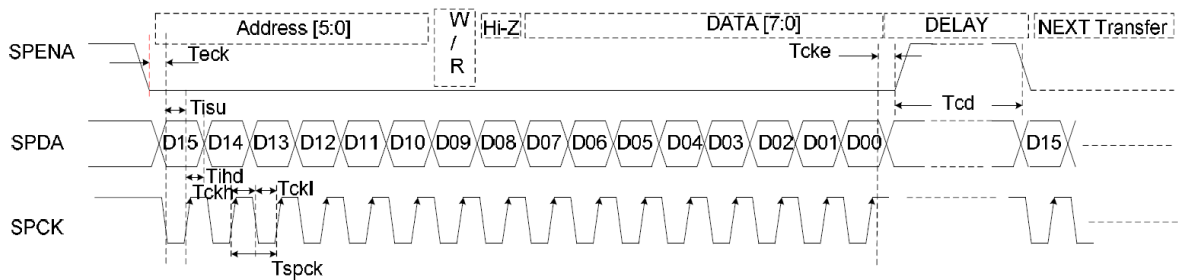 Address [5:0] W/R Hi-Z DATA [7:0] DELAY NEXT Transfer
SPENA Teck Tcke
Tcd
Tisu
SPDA D15 D14 D13 D12 D11 D10 D09 D08 D07 D06 D05 D04 D03 D02 D01 D00 D15
Tihd
Tckh Tckl
SPCK
Tspck